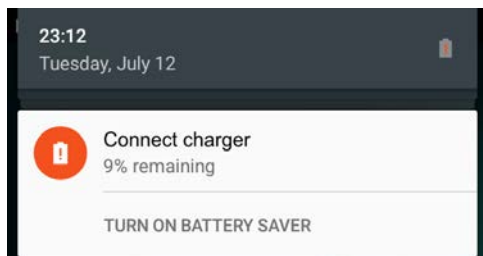 23:12
Tuesday, July 12
Connect charger
9% remaining
TURN ON BATTERY SAVER